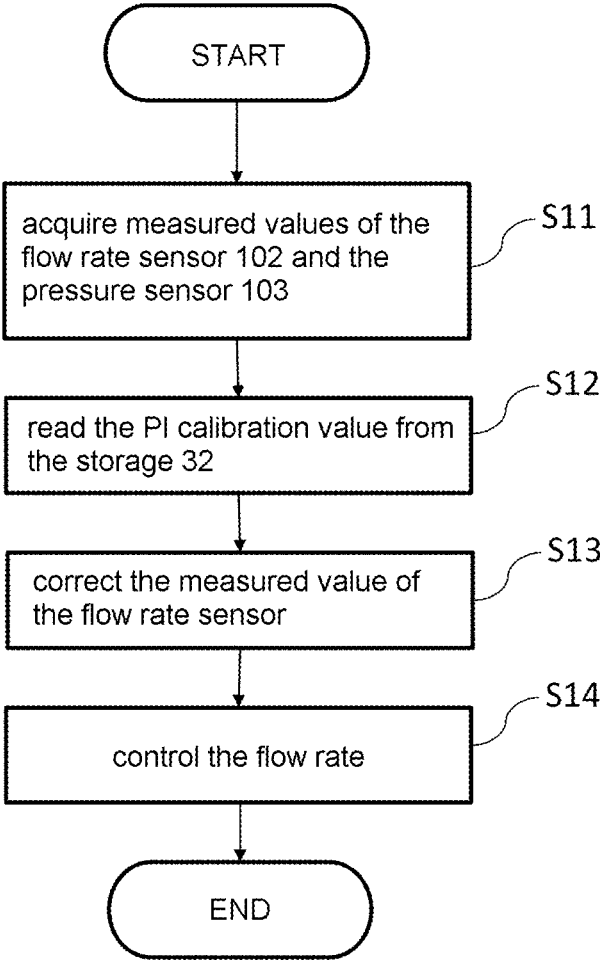 START
acquire measured values of the
flow rate sensor 102 and the
pressure sensor 103
S11
read the PI calibration value from
the storage 32
S12
correct the measured value of
the flow rate sensor
S13
control the flow rate
S14
END